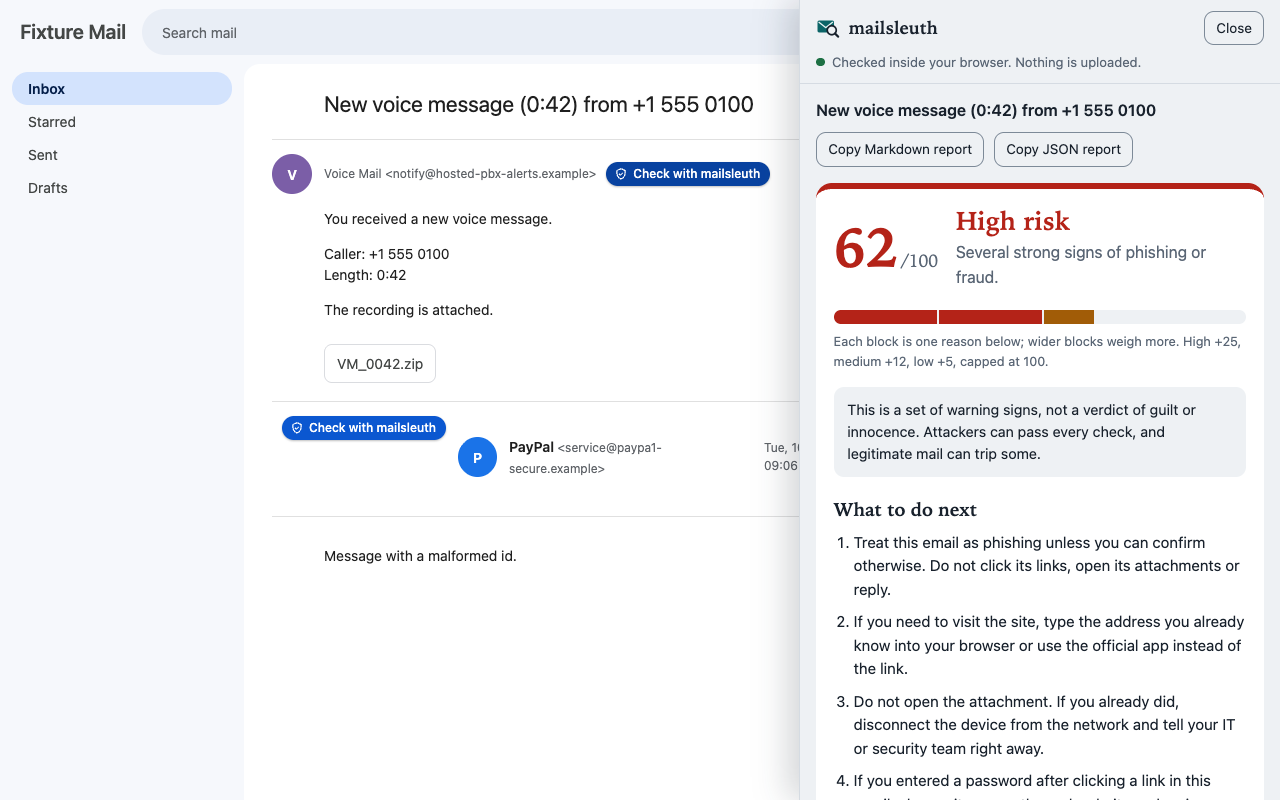 Fixture Mail
Search mail
Inbox
Starred
Sent
Drafts
New voice message (0:42) from +1 555 0100
V
Voice Mail <notify@hosted-pbx-alerts.example>
Check with mailsleuth
You received a new voice message.
Caller: +1 555 0100
Length: 0:42
The recording is attached.
VM_0042.zip
Check with mailsleuth
P
PayPal <service@paypa1-
secure.example>
Tue,
09:06
Message with a malformed id.
mailsleuth
Close
Checked inside your browser. Nothing is uploaded.
New voice message (0:42) from +1 555 0100
Copy Markdown report
Copy JSON report
62/100
High risk
Several strong signs of phishing or
fraud.
Each block is one reason below; wider blocks weigh more. High +25,
medium +12, low +5, capped at 100.
This is a set of warning signs, not a verdict of guilt or
innocence. Attackers can pass every check, and
legitimate mail can trip some.
What to do next
1. Treat this email as phishing unless you can confirm
otherwise. Do not click its links, open its attachments or
reply.
2. If you need to visit the site, type the address you already
know into your browser or use the official app instead of
the link.
3. Do not open the attachment. If you already did,
disconnect the device from the network and tell your IT
or security team right away.
4. If you entered a password after clicking a link in this